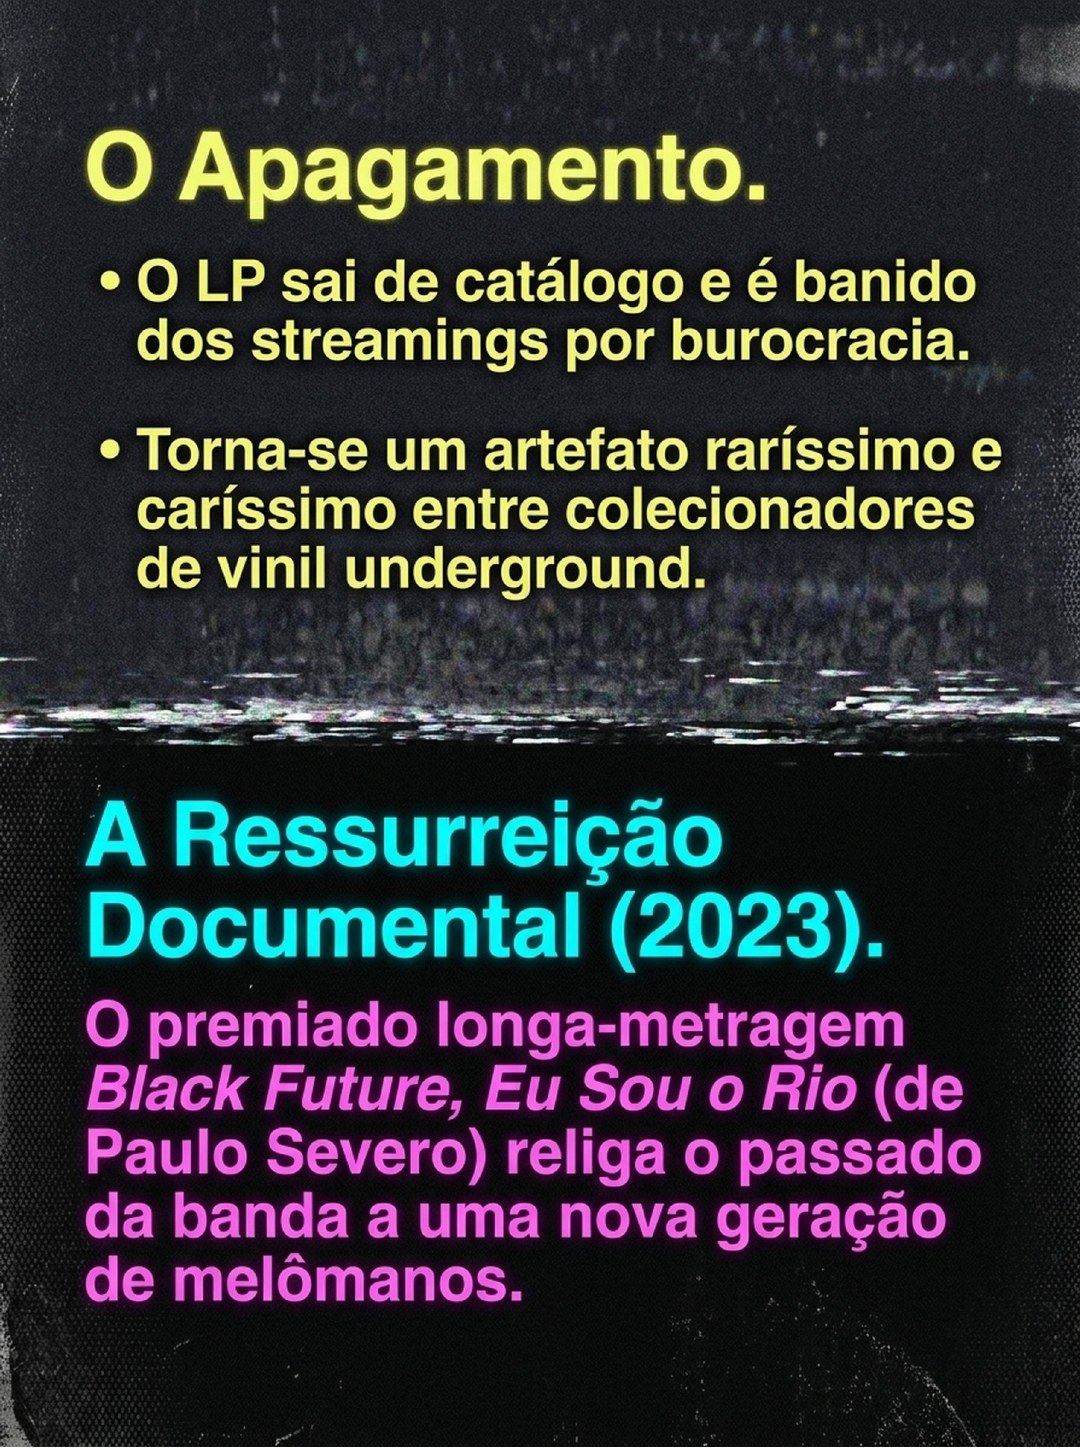 O Apagamento.
• O LP sai de catálogo e é banido
dos streamings por burocracia.
• Torna-se um artefato raríssimo e
caríssimo entre colecionadores
de vinil underground.
A Ressurreição
Documental (2023).
O premiado longa-metragem
Black Future, Eu Sou o Rio (de
Paulo Severo) religa o passado
da banda a uma nova geração
de melômanos.